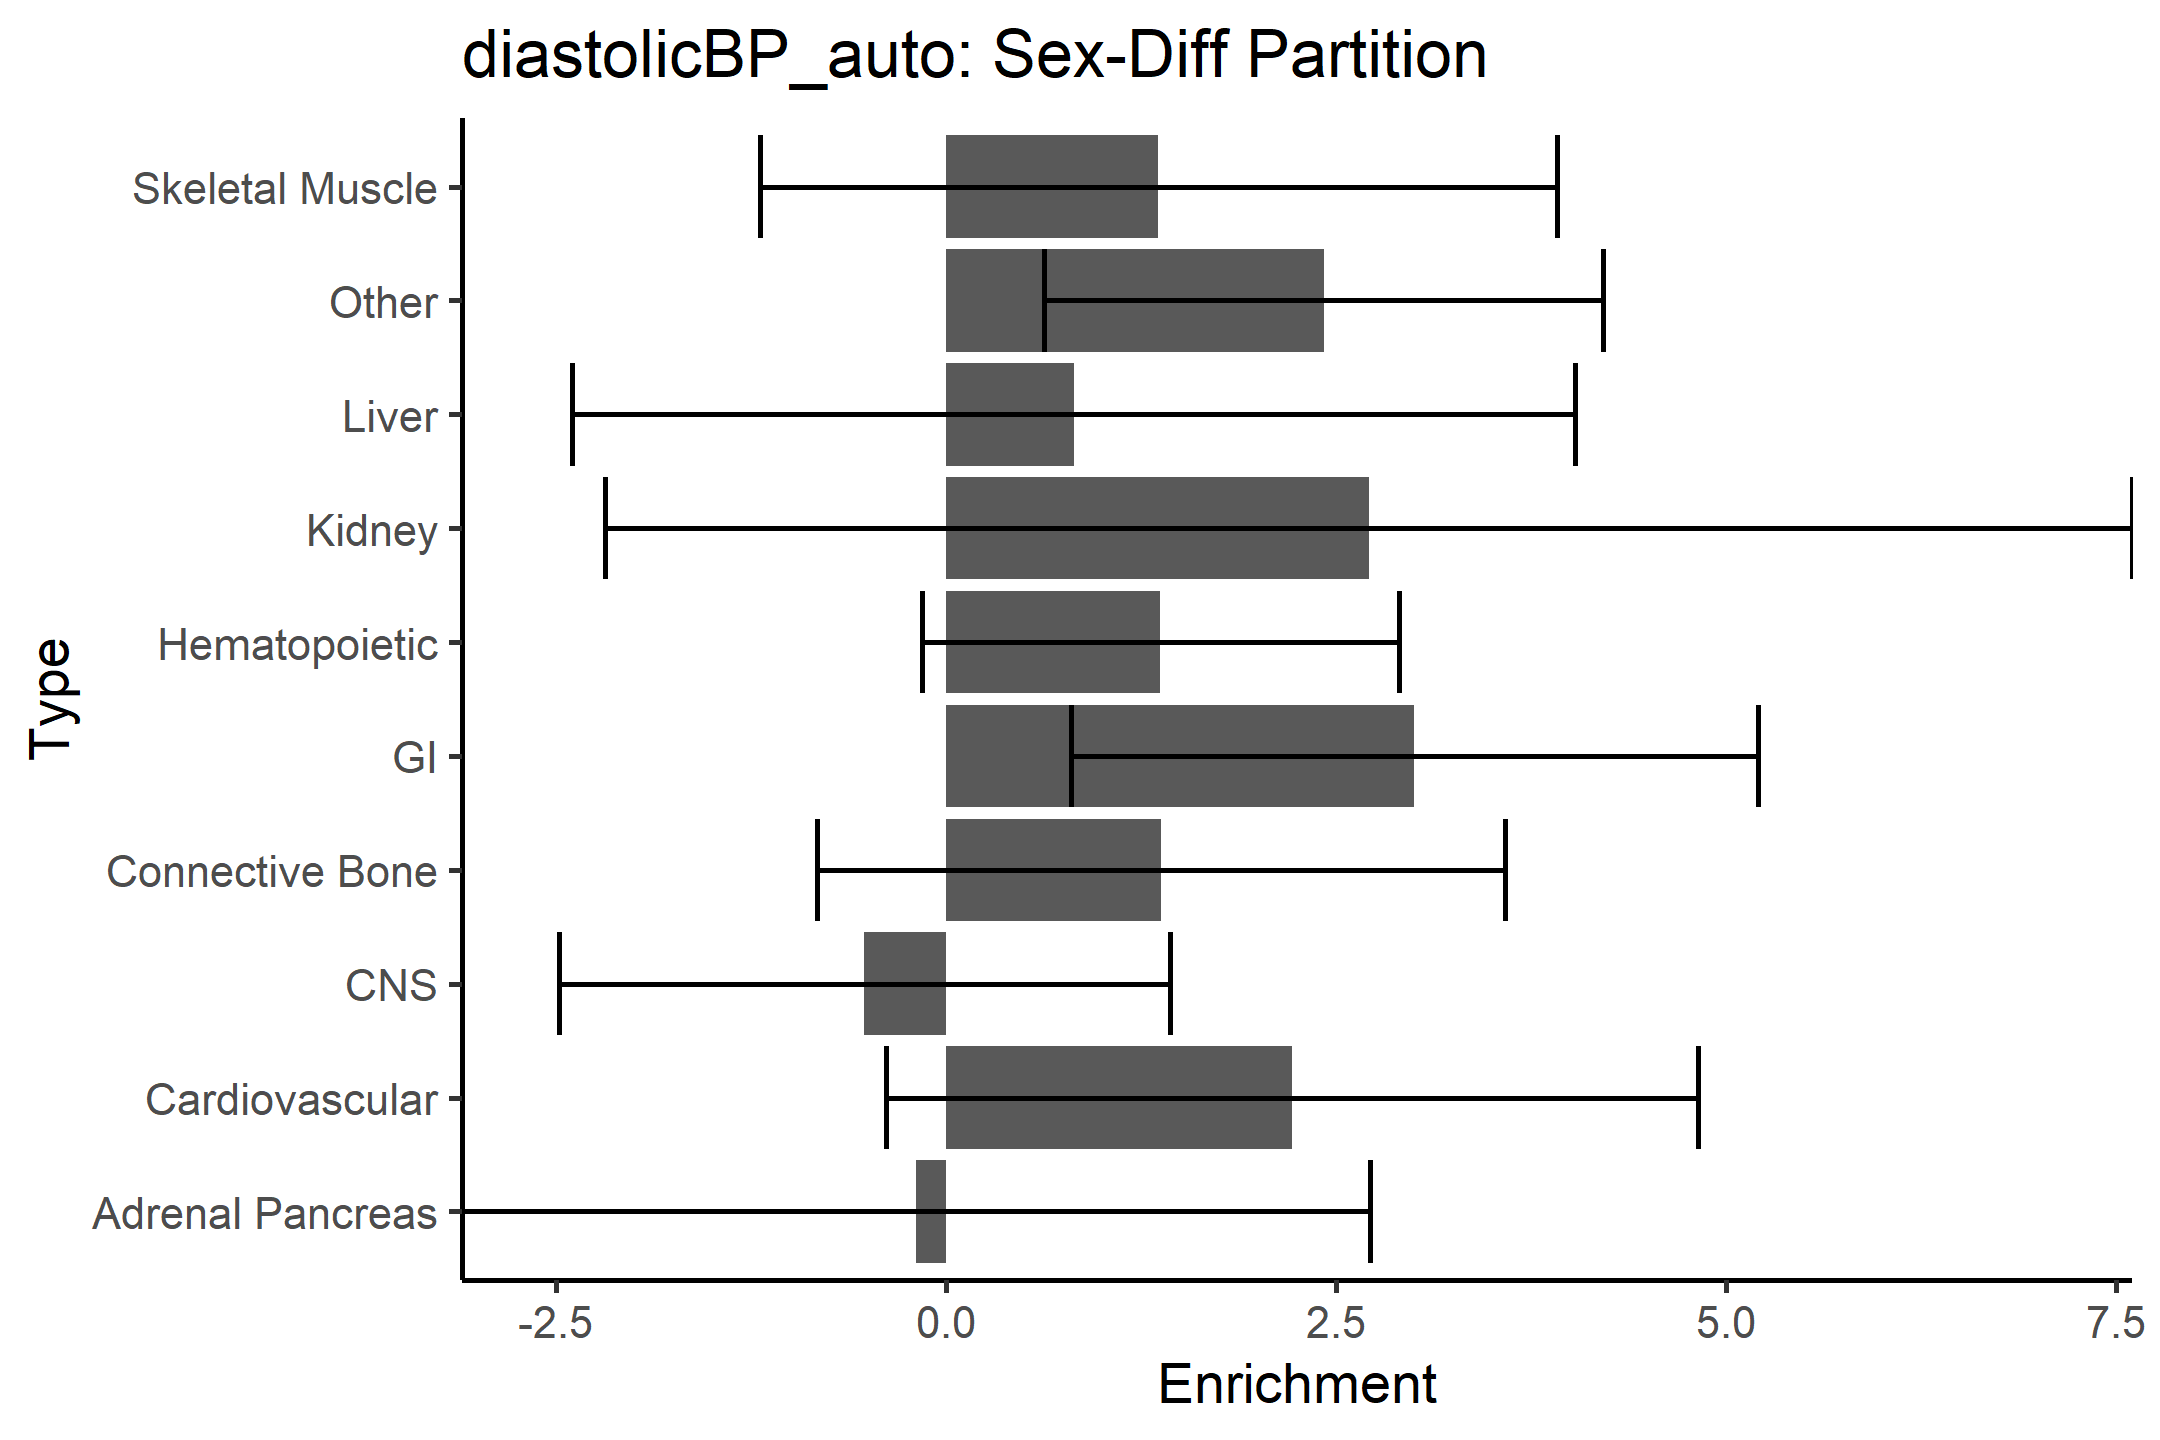 diastolicBP_auto: Sex-Diff Partition
Type
Skeletal Muscle
Other
Liver
Kidney
Hematopoietic
GI
Connective Bone
CNS
Cardiovascular
Adrenal Pancreas
-2.5 0.0 2.5 5.0 7.5
Enrichment